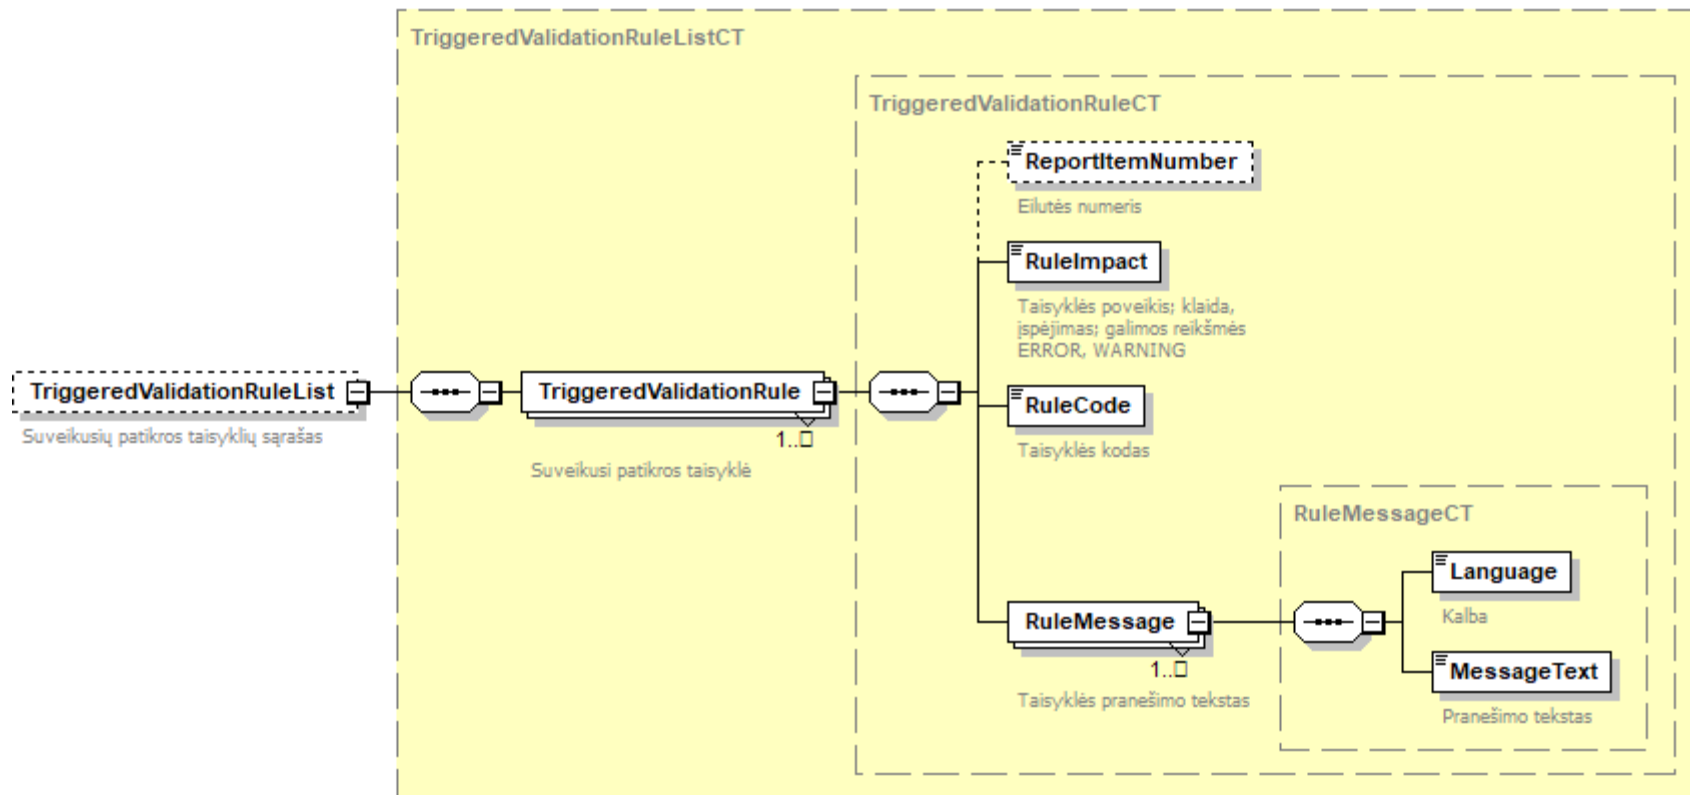 TriggeredValidationRuleListCT
TriggeredValidationRuleCT
ReportItemNumber
Eilutės numeris
RuleImpact
Taisyklės poveikis; klaida,
įspėjimas; galimos reikšmės
ERROR, WARNING
TriggeredValidationRuleList
Suveikusių patikros taisyklių sąrašas
TriggeredValidationRule
1..□
Suveikusi patikros taisyklė
RuleCode
Taisyklės kodas
RuleMessageCT
RuleMessage
1..□
Taisyklės pranešimo tekstas
Language
Kalba
MessageText
Pranešimo tekstas